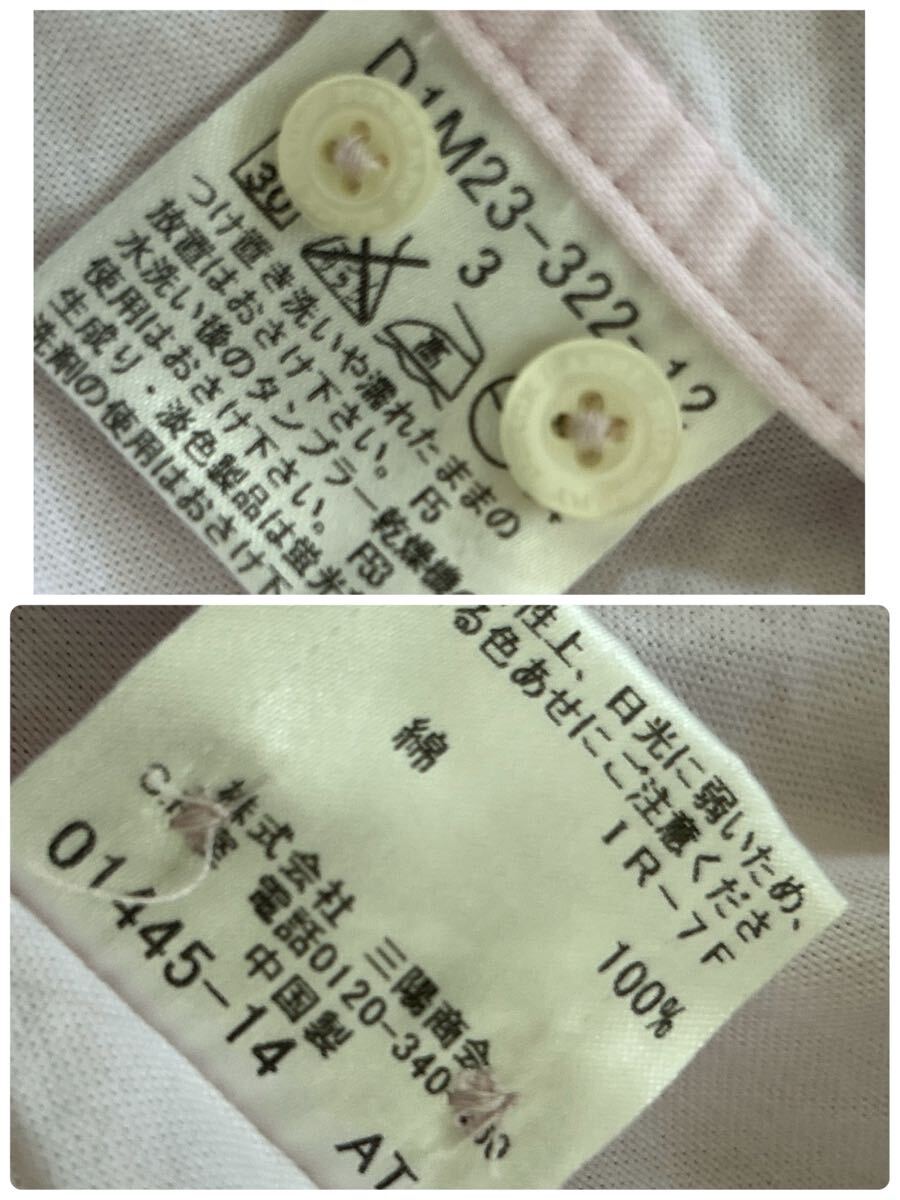 D1M23-322-12
3
30
高
つけ置き洗いや濡れたままの
放置はおさけ下さい。 F5
水洗い後のタンブラー乾燥機の
使用はおさけ下さい。 F53
生成り・淡色製品は蛍光
洗剤の使用はおさけ下
性上、日光に弱いため、
る色あせにご注意くださ
IR-7F
綿 100%
株式会社 三陽商会
電話0120-340-
中国製
01445-14 AT